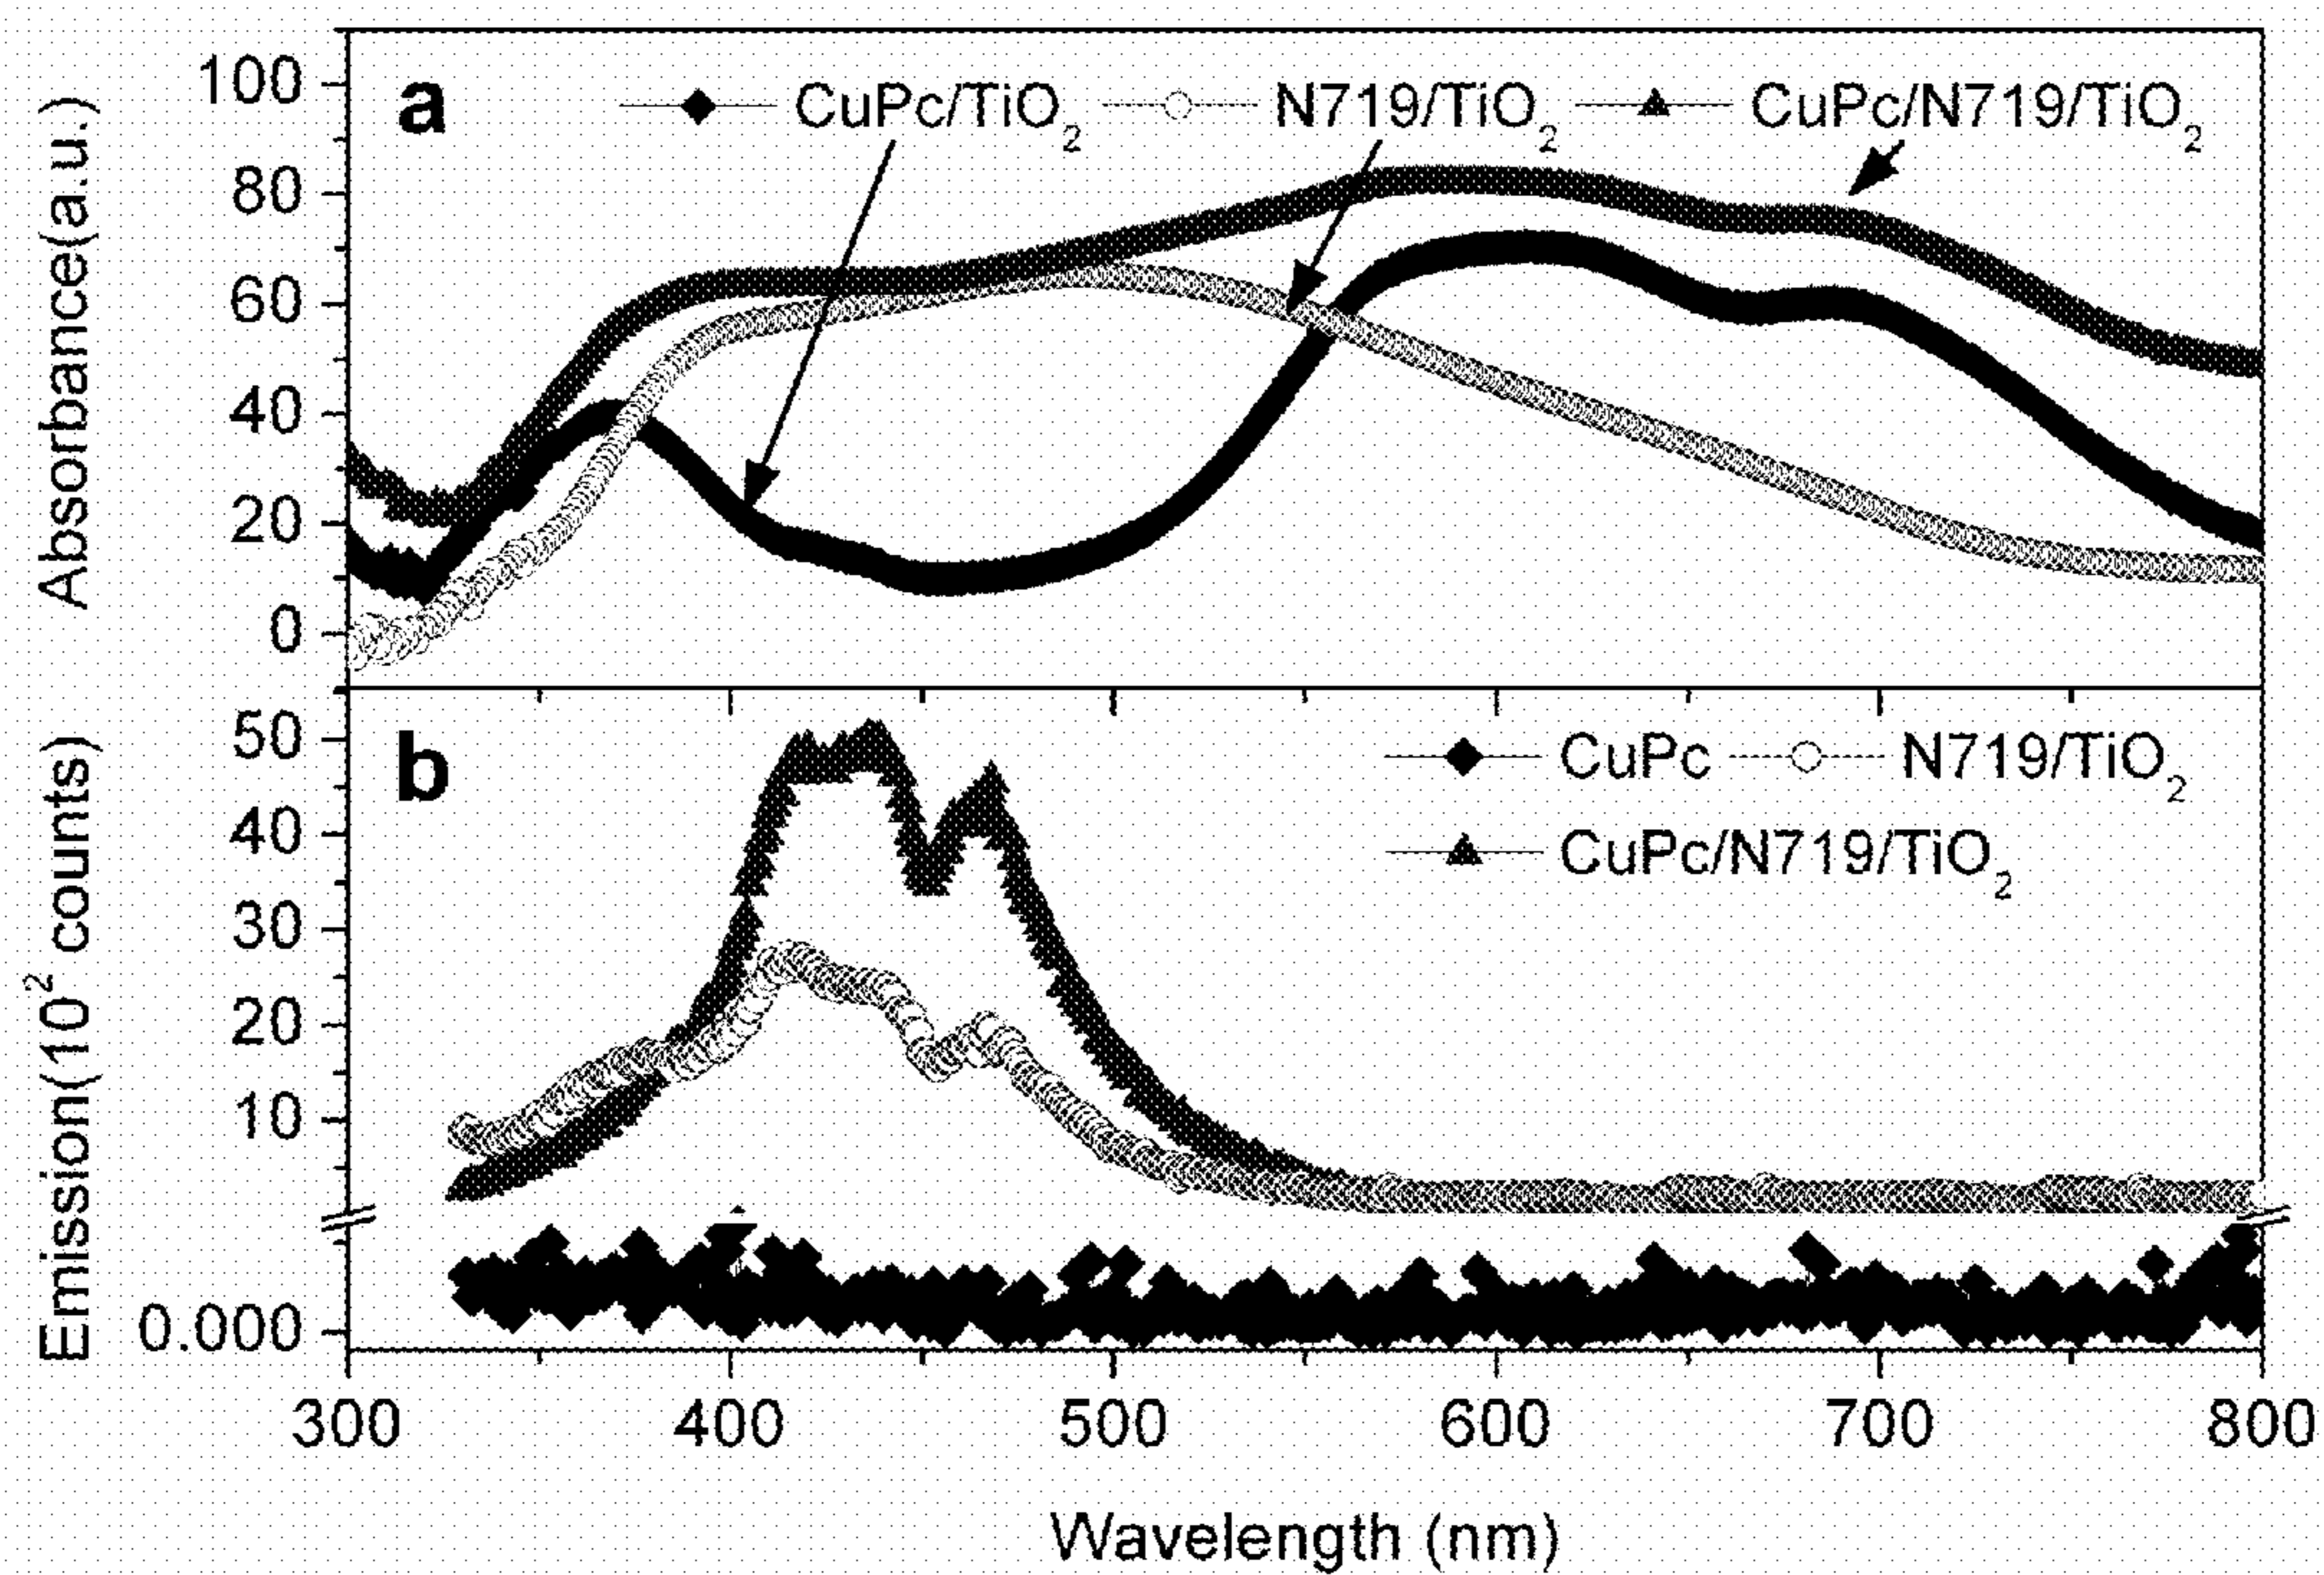 a
CuPc/TiO₂ N719/TiO₂ CuPc/N719/TiO₂
Absorbance(a.u.)
100
80
60
40
20
0
b
CuPc N719/TiO₂
CuPc/N719/TiO₂
Emission(10² counts)
50
40
30
20
10
0.000
300 400 500 600 700 800
Wavelength (nm)